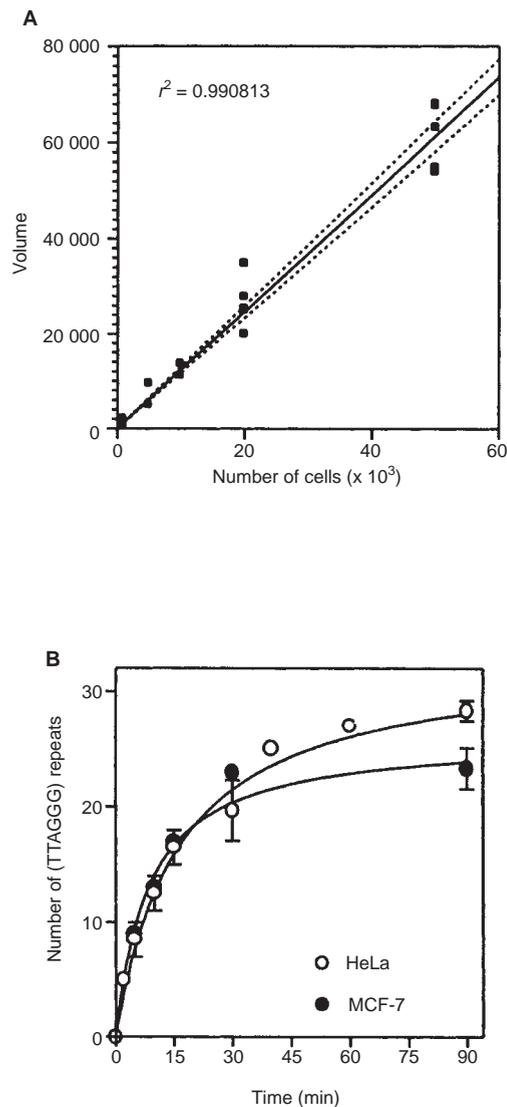 A
80 000
r² = 0.990813
60 000
Volume
40 000
20 000
0
0 20 40 60
Number of cells (x 10³)
B
30
Number of (TTAGGG) repeats
20
10
HeLa
MCF-7
0
0 15 30 45 60 75 90
Time (min)